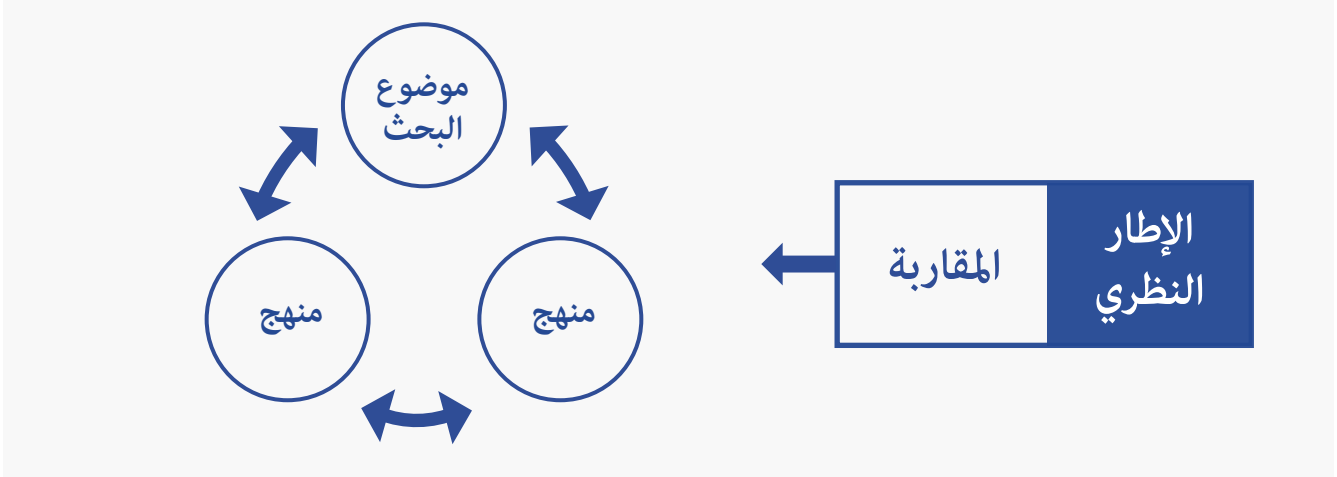 الإطار
النظري
المقاربة
موضوع
البحث
منهج
منهج